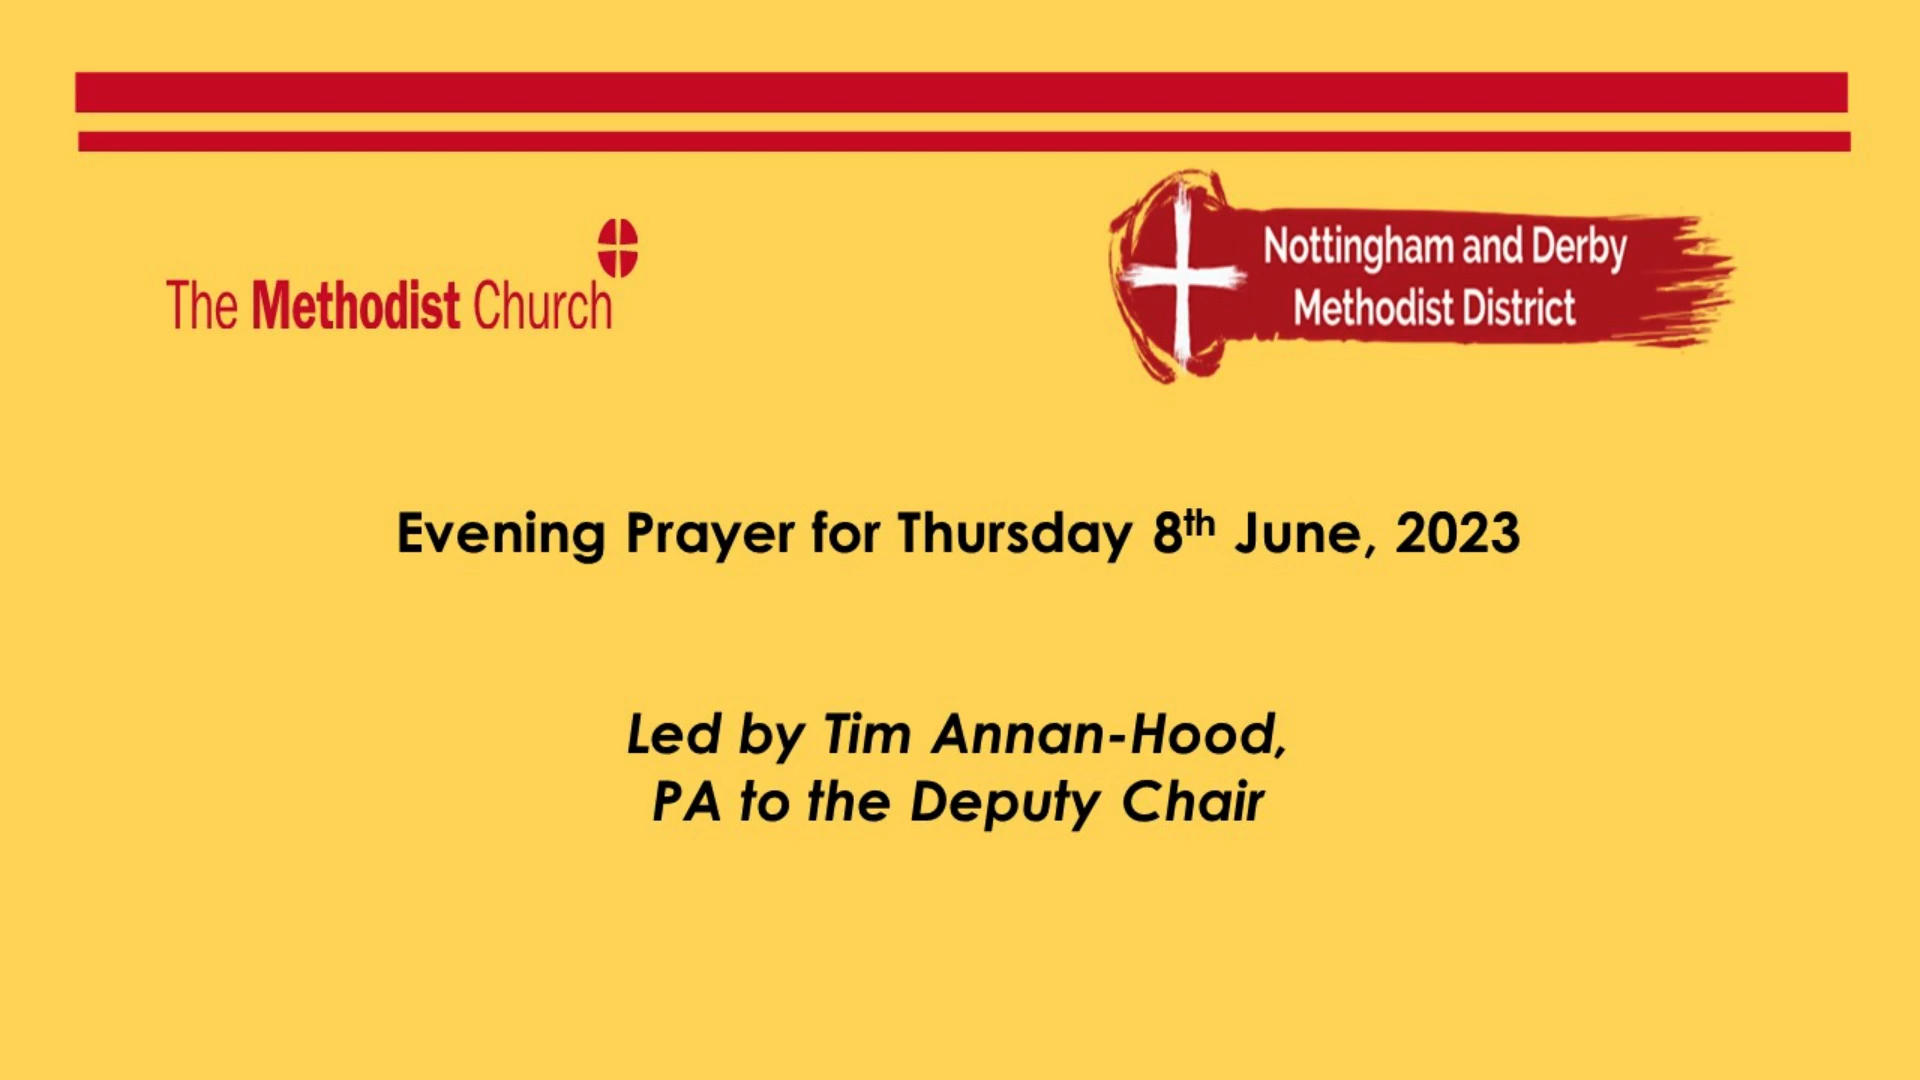 The Methodist Church
Nottingham and Derby
Methodist District
Evening Prayer for Thursday 8th June, 2023
Led by Tim Annan-Hood,
PA to the Deputy Chair